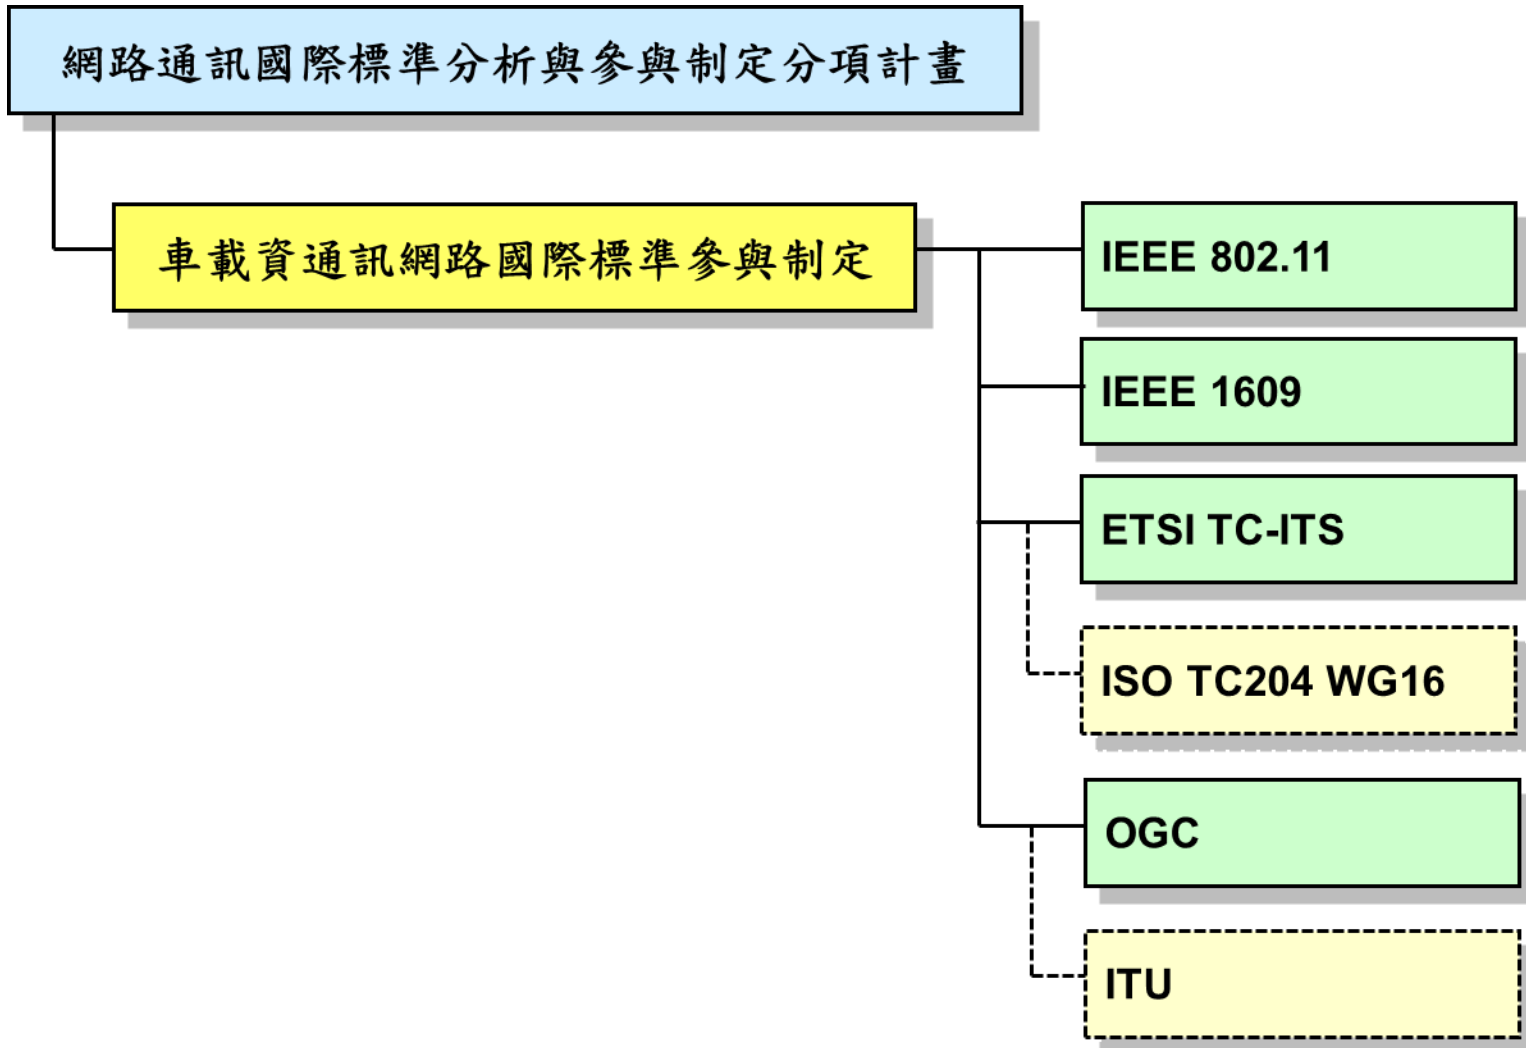 網路通訊國際標準分析與參與制定分項計畫
車載資通訊網路國際標準參與制定
IEEE 802.11
IEEE 1609
ETSI TC-ITS
ISO TC204 WG16
OGC
ITU